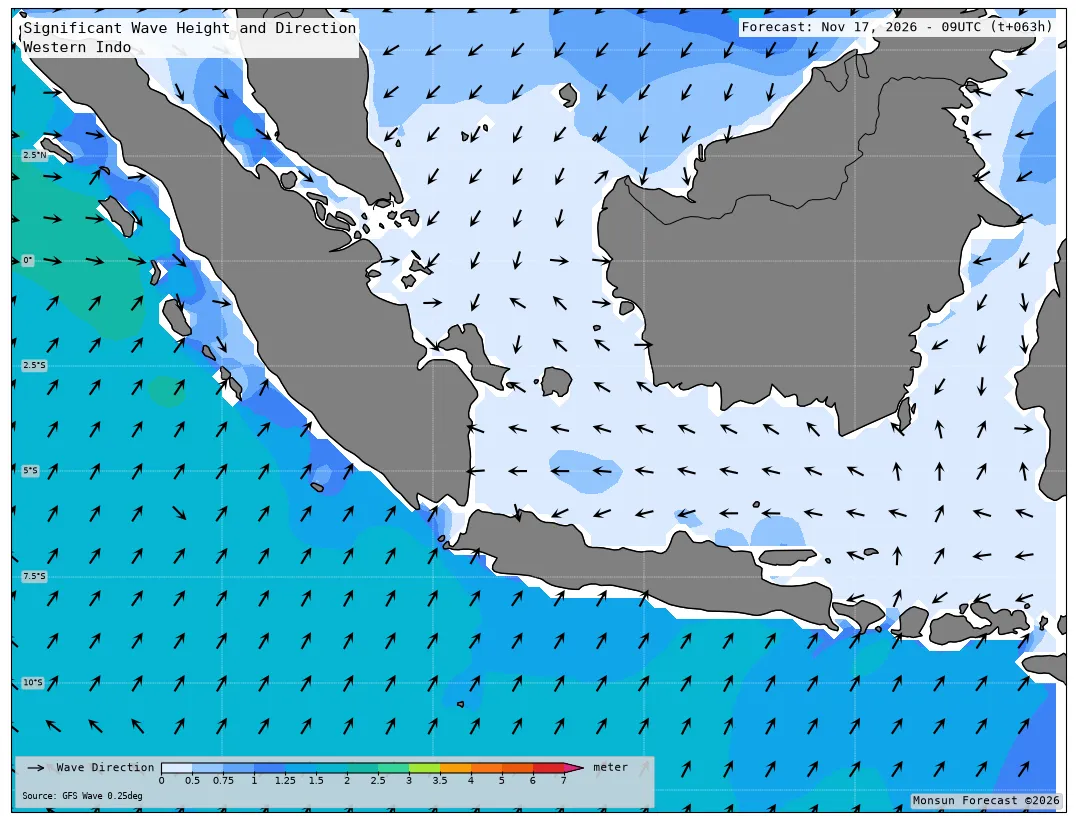 Significant Wave Height and Direction
Western Indo
Forecast: Nov 17, 2026 - 09UTC (t+063h)
2.5°N
0°
2.5°S
5°S
7.5°S
10°S
Wave Direction
0 0.5 0.75 1 1.25 1.5 2 2.5 3 3.5 4 5 6 7
meter
Source: GFS Wave 0.25deg
Monsun Forecast ©2026